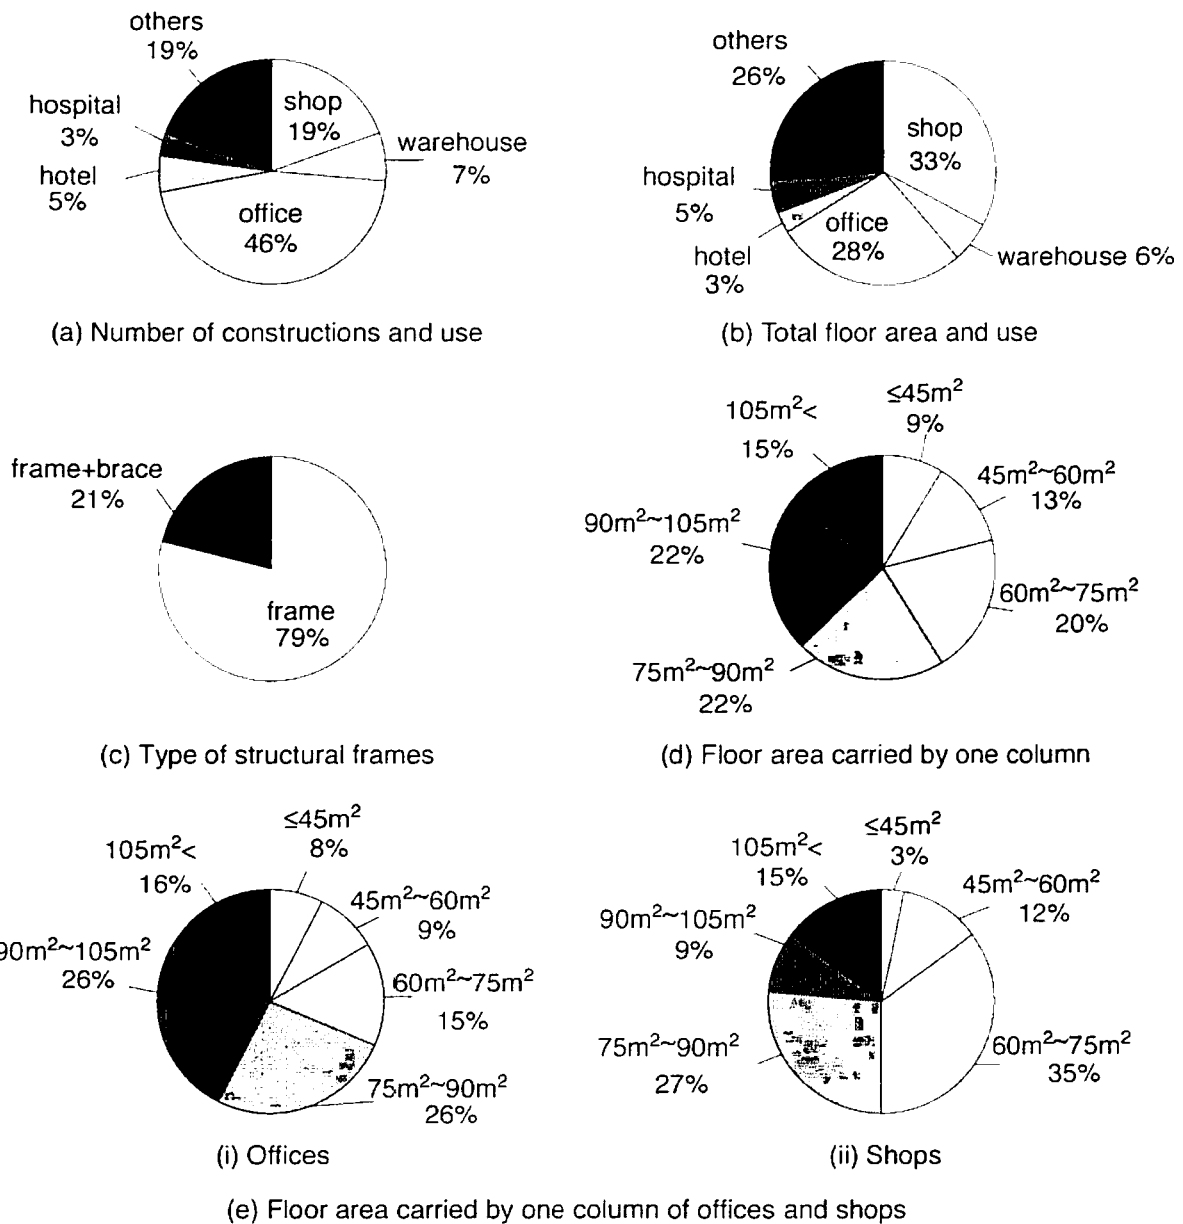 others
19%
hospital
3%
hotel
5%
shop
19%
warehouse
7%
office
46%
(a) Number of constructions and use
others
26%
shop
33%
hospital
5%
hotel
3%
office
28%
warehouse 6%
(b) Total floor area and use
frame+brace
21%
frame
79%
(c) Type of structural frames
105m²<
15%
≤45m²
9%
45m²~60m²
13%
90m²~105m²
22%
60m²~75m²
20%
75m²~90m²
22%
(d) Floor area carried by one column
≤45m²
8%
105m²<
16%
45m²~60m²
9%
90m²~105m²
26%
60m²~75m²
15%
75m²~90m²
26%
(i) Offices
≤45m²
3%
105m²<
15%
45m²~60m²
12%
90m²~105m²
9%
75m²~90m²
27%
60m²~75m²
35%
(ii) Shops
(e) Floor area carried by one column of offices and shops